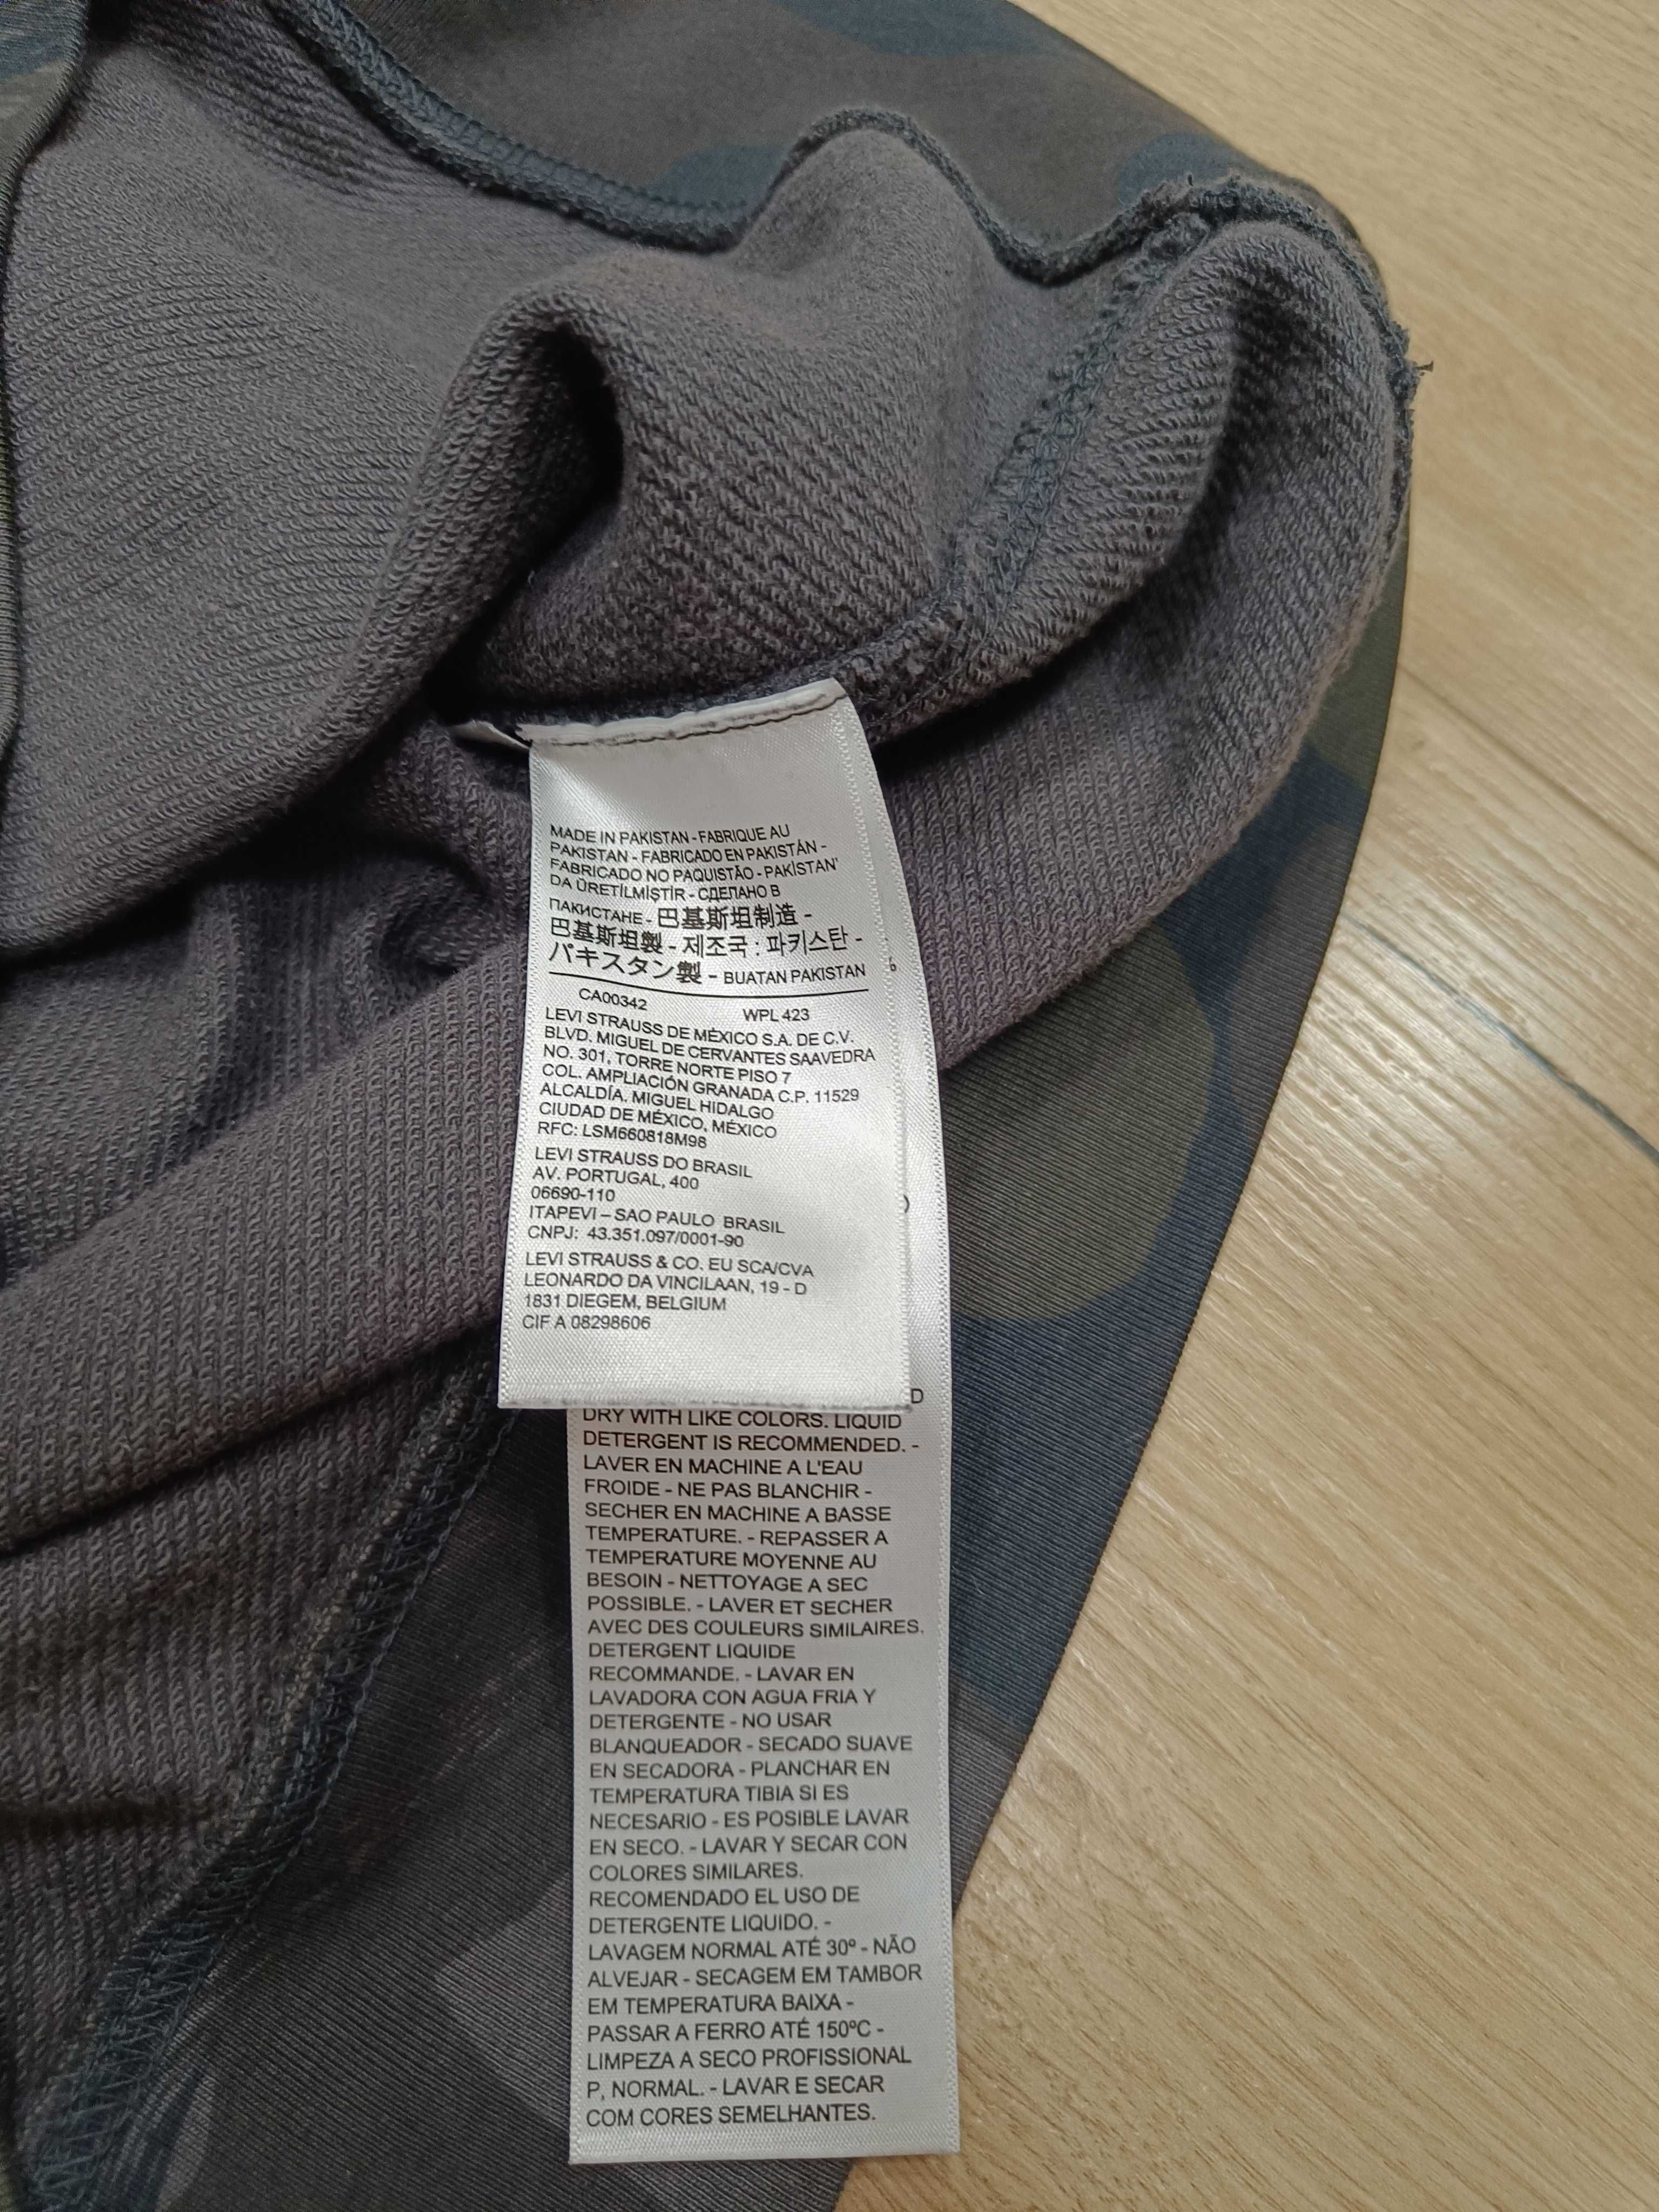 MADE IN PAKISTAN - FABRIQUE AU
PAKISTAN - FABRICADO EN PAKISTÁN -
FABRICADO NO PAQUISTÃO - PAKİSTAN'
DA ÜRETİLMİŞTİR - СДЕЛАНО В
ПАКИСТАНЕ - 巴基斯坦制造 -
巴基斯坦製 - 제조국 : 파키스탄 -
パキスタン製 - BUATAN PAKISTAN
CA00342 WPL 423
LEVI STRAUSS DE MÉXICO S.A. DE C.V.
BLVD. MIGUEL DE CERVANTES SAAVEDRA
NO. 301, TORRE NORTE PISO 7
COL. AMPLIACIÓN GRANADA C.P. 11529
ALCALDÍA. MIGUEL HIDALGO
CIUDAD DE MÉXICO, MÉXICO
RFC: LSM660818M98
LEVI STRAUSS DO BRASIL
AV. PORTUGAL, 400
06690-110
ITAPEVI – SAO PAULO BRASIL
CNPJ: 43.351.097/0001-90
LEVI STRAUSS & CO. EU SCA/CVA
LEONARDO DA VINCILAAN, 19 - D
1831 DIEGEM, BELGIUM
CIF A 08298606
D
DRY WITH LIKE COLORS. LIQUID
DETERGENT IS RECOMMENDED. -
LAVER EN MACHINE A L'EAU
FROIDE - NE PAS BLANCHIR -
SECHER EN MACHINE A BASSE
TEMPERATURE. - REPASSER A
TEMPERATURE MOYENNE AU
BESOIN - NETTOYAGE A SEC
POSSIBLE. - LAVER ET SECHER
AVEC DES COULEURS SIMILAIRES.
DETERGENT LIQUIDE
RECOMMANDE. - LAVAR EN
LAVADORA CON AGUA FRIA Y
DETERGENTE - NO USAR
BLANQUEADOR - SECADO SUAVE
EN SECADORA - PLANCHAR EN
TEMPERATURA TIBIA SI ES
NECESARIO - ES POSIBLE LAVAR
EN SECO. - LAVAR Y SECAR CON
COLORES SIMILARES.
RECOMENDADO EL USO DE
DETERGENTE LIQUIDO. -
LAVAGEM NORMAL ATÉ 30º - NÃO
ALVEJAR - SECAGEM EM TAMBOR
EM TEMPERATURA BAIXA -
PASSAR A FERRO ATÉ 150ºC -
LIMPEZA A SECO PROFISSIONAL
P, NORMAL. - LAVAR E SECAR
COM CORES SEMELHANTES.